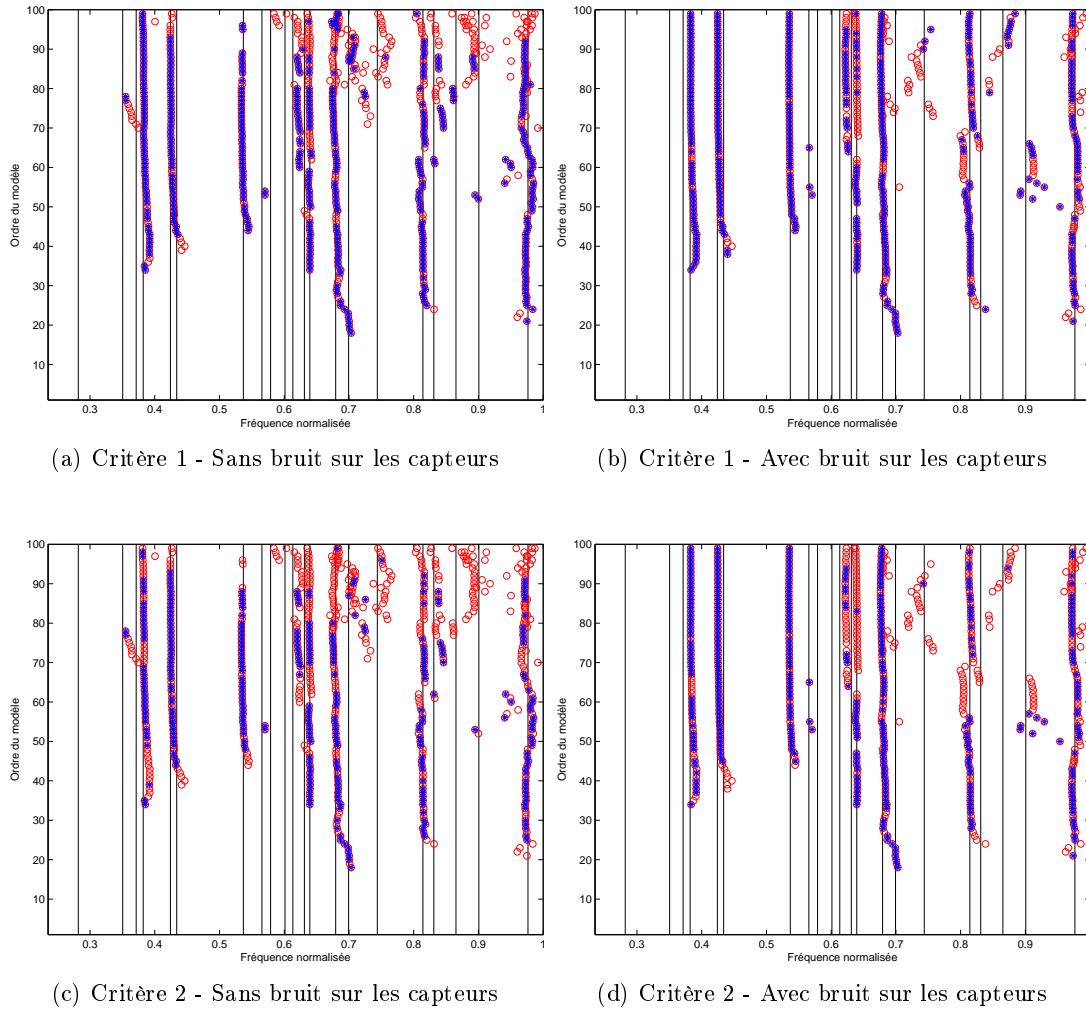 100
90
80
70
60
50
40
30
20
10
Ordre du modèle
0.3 0.4 0.5 0.6 0.7 0.8 0.9 1
Fréquence normalisée
(a) Critère 1 - Sans bruit sur les capteurs
100
90
80
70
60
50
40
30
20
10
Ordre du modèle
0.3 0.4 0.5 0.6 0.7 0.8 0.9
Fréquence normalisée
(b) Critère 1 - Avec bruit sur les capteurs
100
90
80
70
60
50
40
30
20
10
Ordre du modèle
0.3 0.4 0.5 0.6 0.7 0.8 0.9 1
Fréquence normalisée
(c) Critère 2 - Sans bruit sur les capteurs
100
90
80
70
60
50
40
30
20
10
Ordre du modèle
0.3 0.4 0.5 0.6 0.7 0.8 0.9
Fréquence normalisée
(d) Critère 2 - Avec bruit sur les capteurs